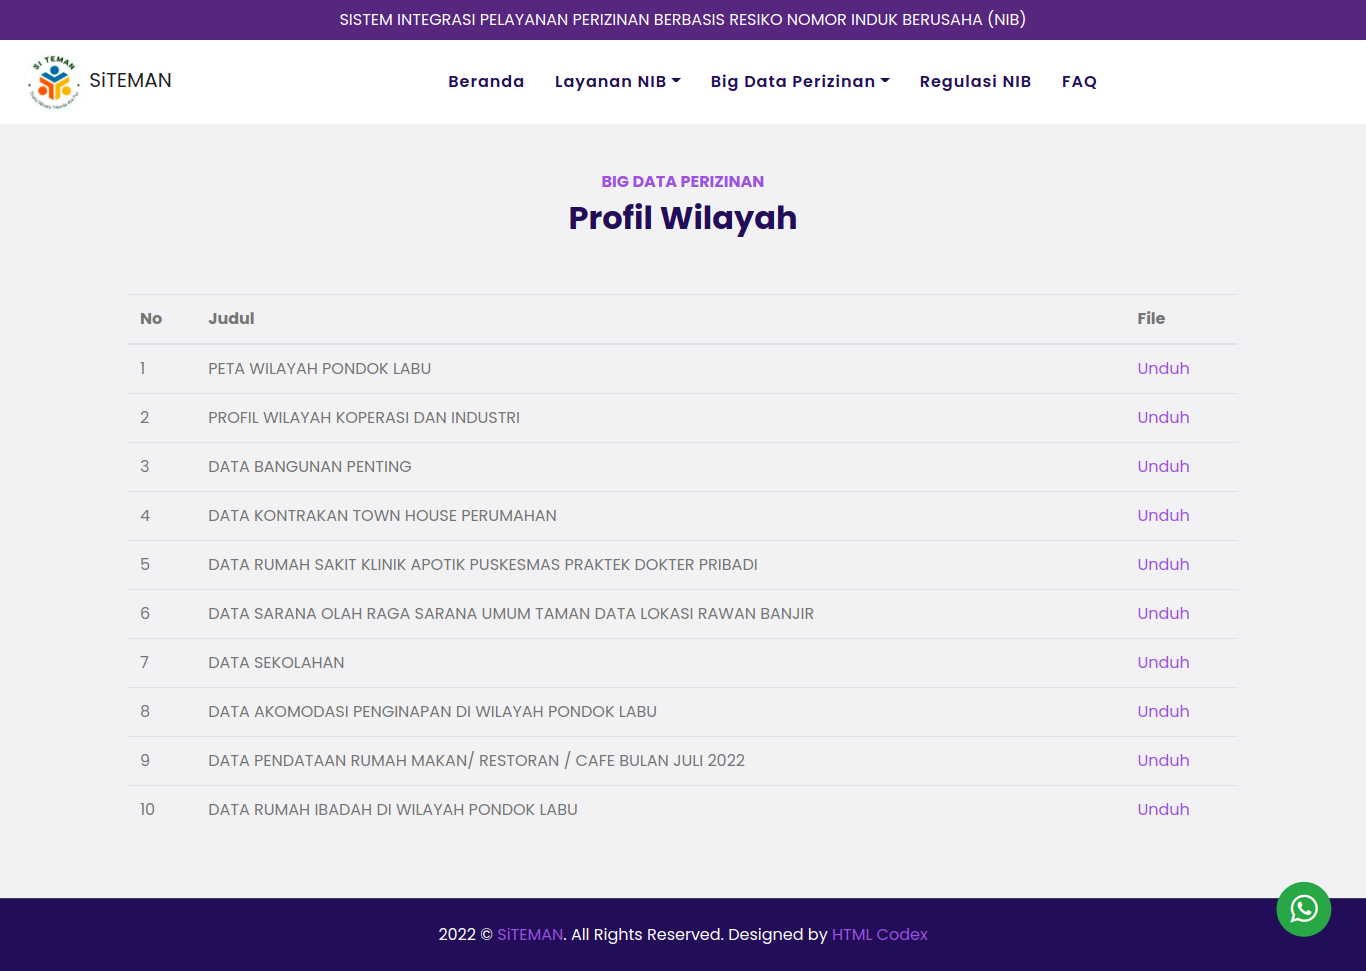 SISTEM INTEGRASI PELAYANAN PERIZINAN BERBASIS RESIKO NOMOR INDUK BERUSAHA (NIB)
SI TEMAN
SiTEMAN Beranda Layanan NIB Big Data Perizinan Regulasi NIB FAQ
BIG DATA PERIZINAN
Profil Wilayah
No Judul File
1 PETA WILAYAH PONDOK LABU Unduh
2 PROFIL WILAYAH KOPERASI DAN INDUSTRI Unduh
3 DATA BANGUNAN PENTING Unduh
4 DATA KONTRAKAN TOWN HOUSE PERUMAHAN Unduh
5 DATA RUMAH SAKIT KLINIK APOTIK PUSKESMAS PRAKTEK DOKTER PRIBADI Unduh
6 DATA SARANA OLAH RAGA SARANA UMUM TAMAN DATA LOKASI RAWAN BANJIR Unduh
7 DATA SEKOLAHAN Unduh
8 DATA AKOMODASI PENGINAPAN DI WILAYAH PONDOK LABU Unduh
9 DATA PENDATAAN RUMAH MAKAN/ RESTORAN / CAFE BULAN JULI 2022 Unduh
10 DATA RUMAH IBADAH DI WILAYAH PONDOK LABU Unduh
2022 © SiTEMAN. All Rights Reserved. Designed by HTML Codex